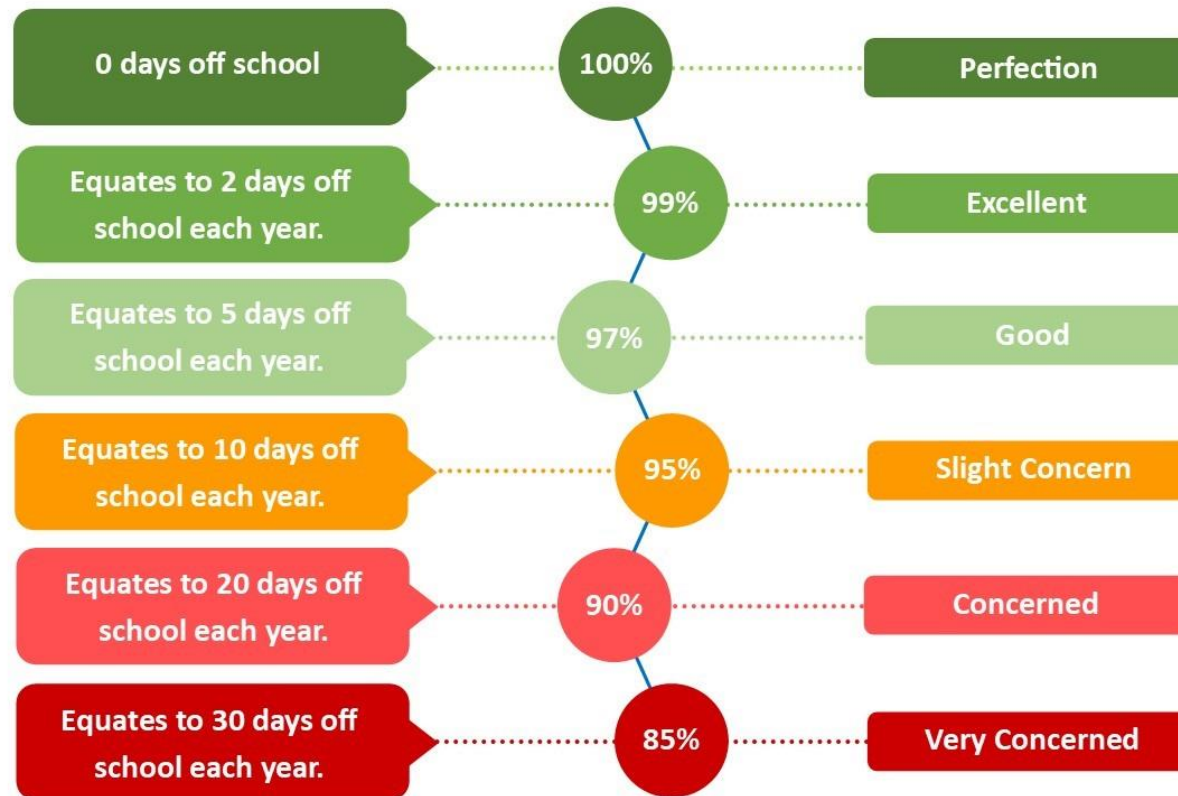 0 days off school
100%
Perfection
Equates to 2 days off
school each year.
99%
Excellent
Equates to 5 days off
school each year.
97%
Good
Equates to 10 days off
school each year.
95%
Slight Concern
Equates to 20 days off
school each year.
90%
Concerned
Equates to 30 days off
school each year.
85%
Very Concerned